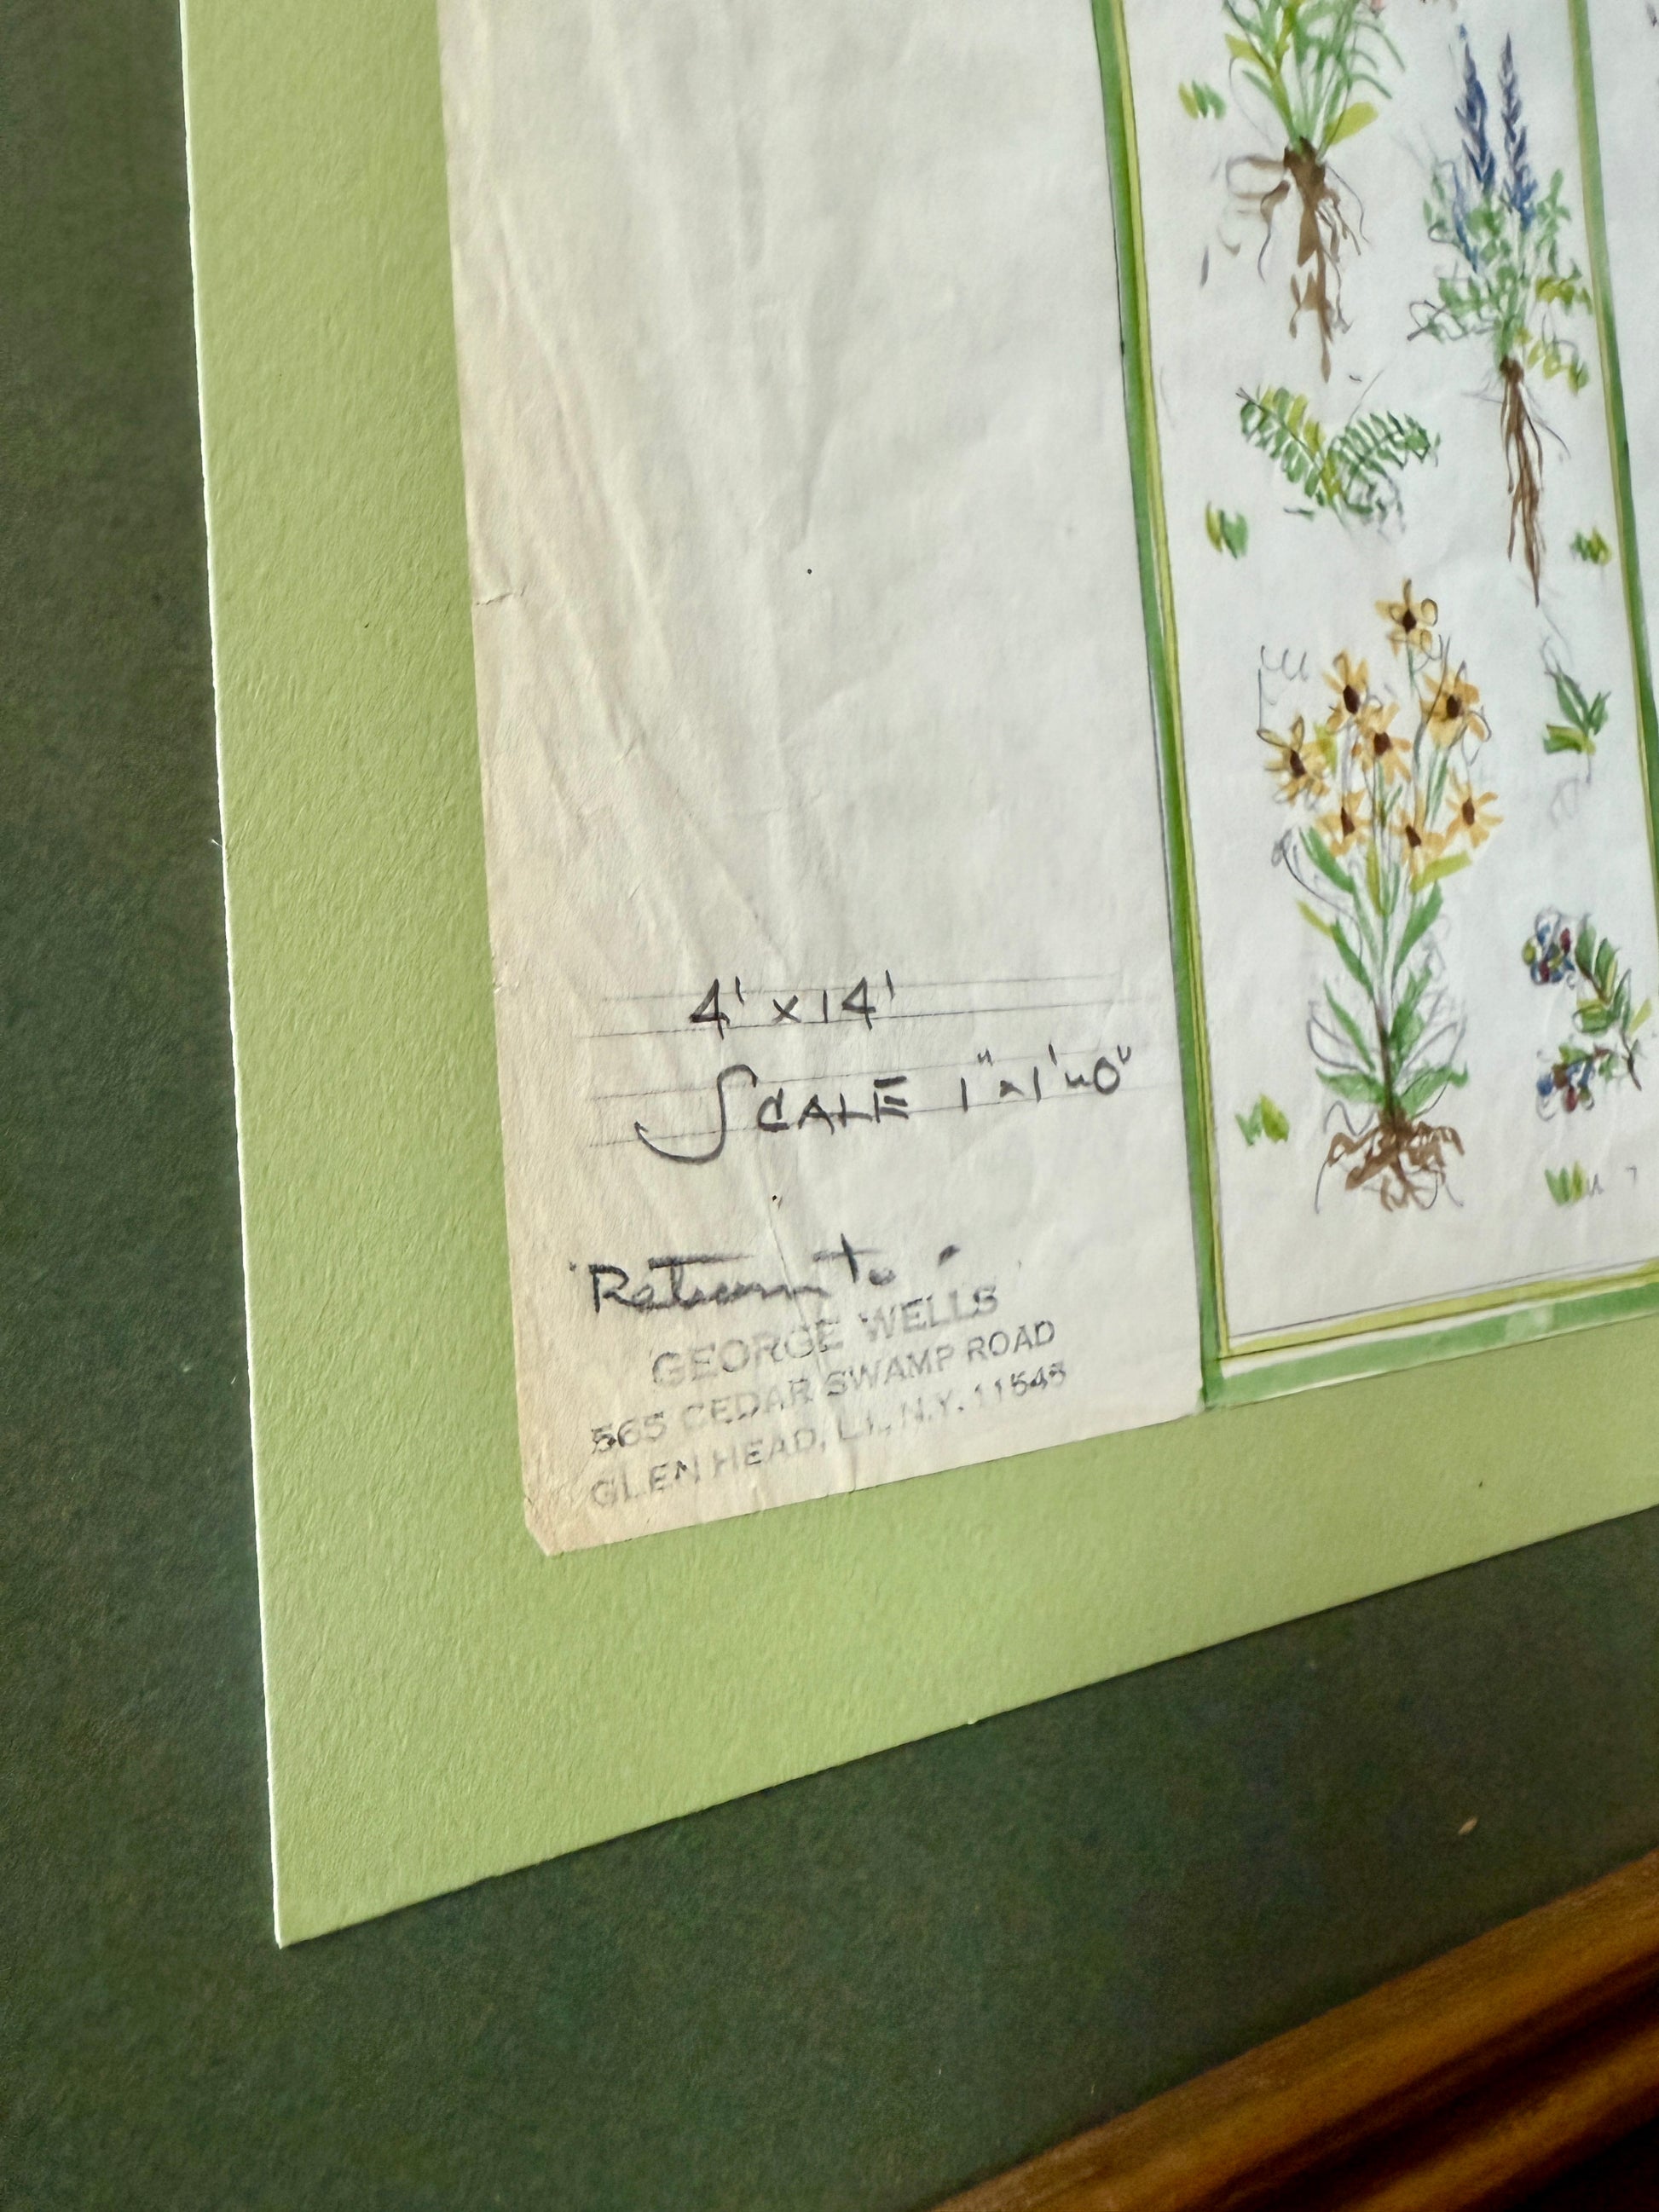 4' x 14'
SCALE 1" = 1'-0"
Return to -
GEORGE WELLS
565 CEDAR SWAMP ROAD
GLEN HEAD, L.I., N.Y. 11545